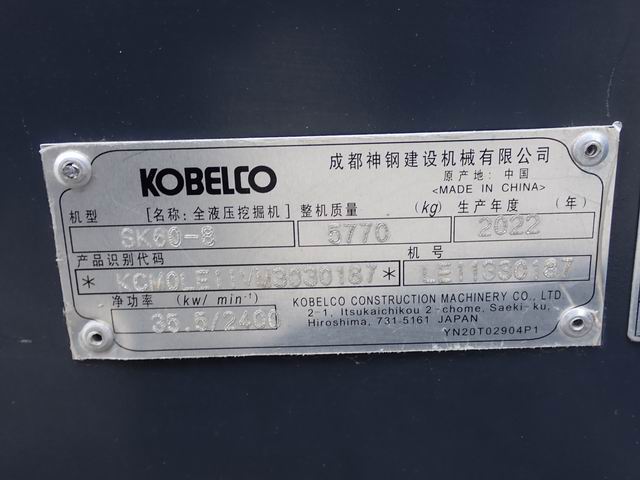 KOBELCO
成都神钢建设机械有限公司
原产地: 中国
<MADE IN CHINA>
机型 [名称: 全液压挖掘机] 整机质量 (kg) 生产年度 (年)
SK60-8 5770 2022
产品识别代码 机号
净功率 (kw/ min⁻¹)
35.5/2400
KOBELCO CONSTRUCTION MACHINERY CO., LTD.
2-1, Itsukaichikou 2-chome, Saeki-ku,
Hiroshima, 731-5161 JAPAN
YN20T02904P1